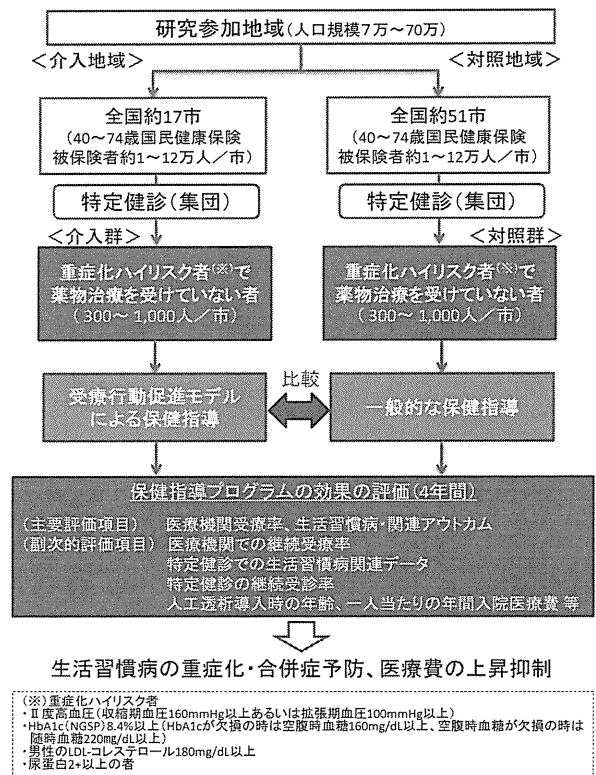 研究参加地域(人口規模7万～70万)
＜介入地域＞
＜対照地域＞
全国約17市
(40～74歳国民健康保険
被保険者約1～12万人／市)
全国約51市
(40～74歳国民健康保険
被保険者約1～12万人／市)
特定健診(集団)
特定健診(集団)
＜介入群＞
＜対照群＞
重症化ハイリスク者(※)で
薬物治療を受けていない者
(300～ 1,000人／市)
重症化ハイリスク者(※)で
薬物治療を受けていない者
(300～ 1,000人／市)
受療行動促進モデル
による保健指導
比較
一般的な保健指導
保健指導プログラムの効果の評価(4年間)
(主要評価項目) 医療機関受療率、生活習慣病・関連アウトカム
(副次的評価項目) 医療機関での継続受療率
特定健診での生活習慣病関連データ
特定健診の継続受診率
人工透析導入時の年齢、一人当たりの年間入院医療費 等
生活習慣病の重症化・合併症予防、医療費の上昇抑制
(※)重症化ハイリスク者
・Ⅱ度高血圧(収縮期血圧160mmHg以上あるいは拡張期血圧100mmHg以上)
・HbA1c(NGSP)8.4%以上(HbA1cが欠損の時は空腹時血糖160mg/dL以上、空腹時血糖が欠損の時は
随時血糖220mg/dL以上)
・男性のLDL-コレステロール180mg/dL以上
・尿蛋白2+以上の者